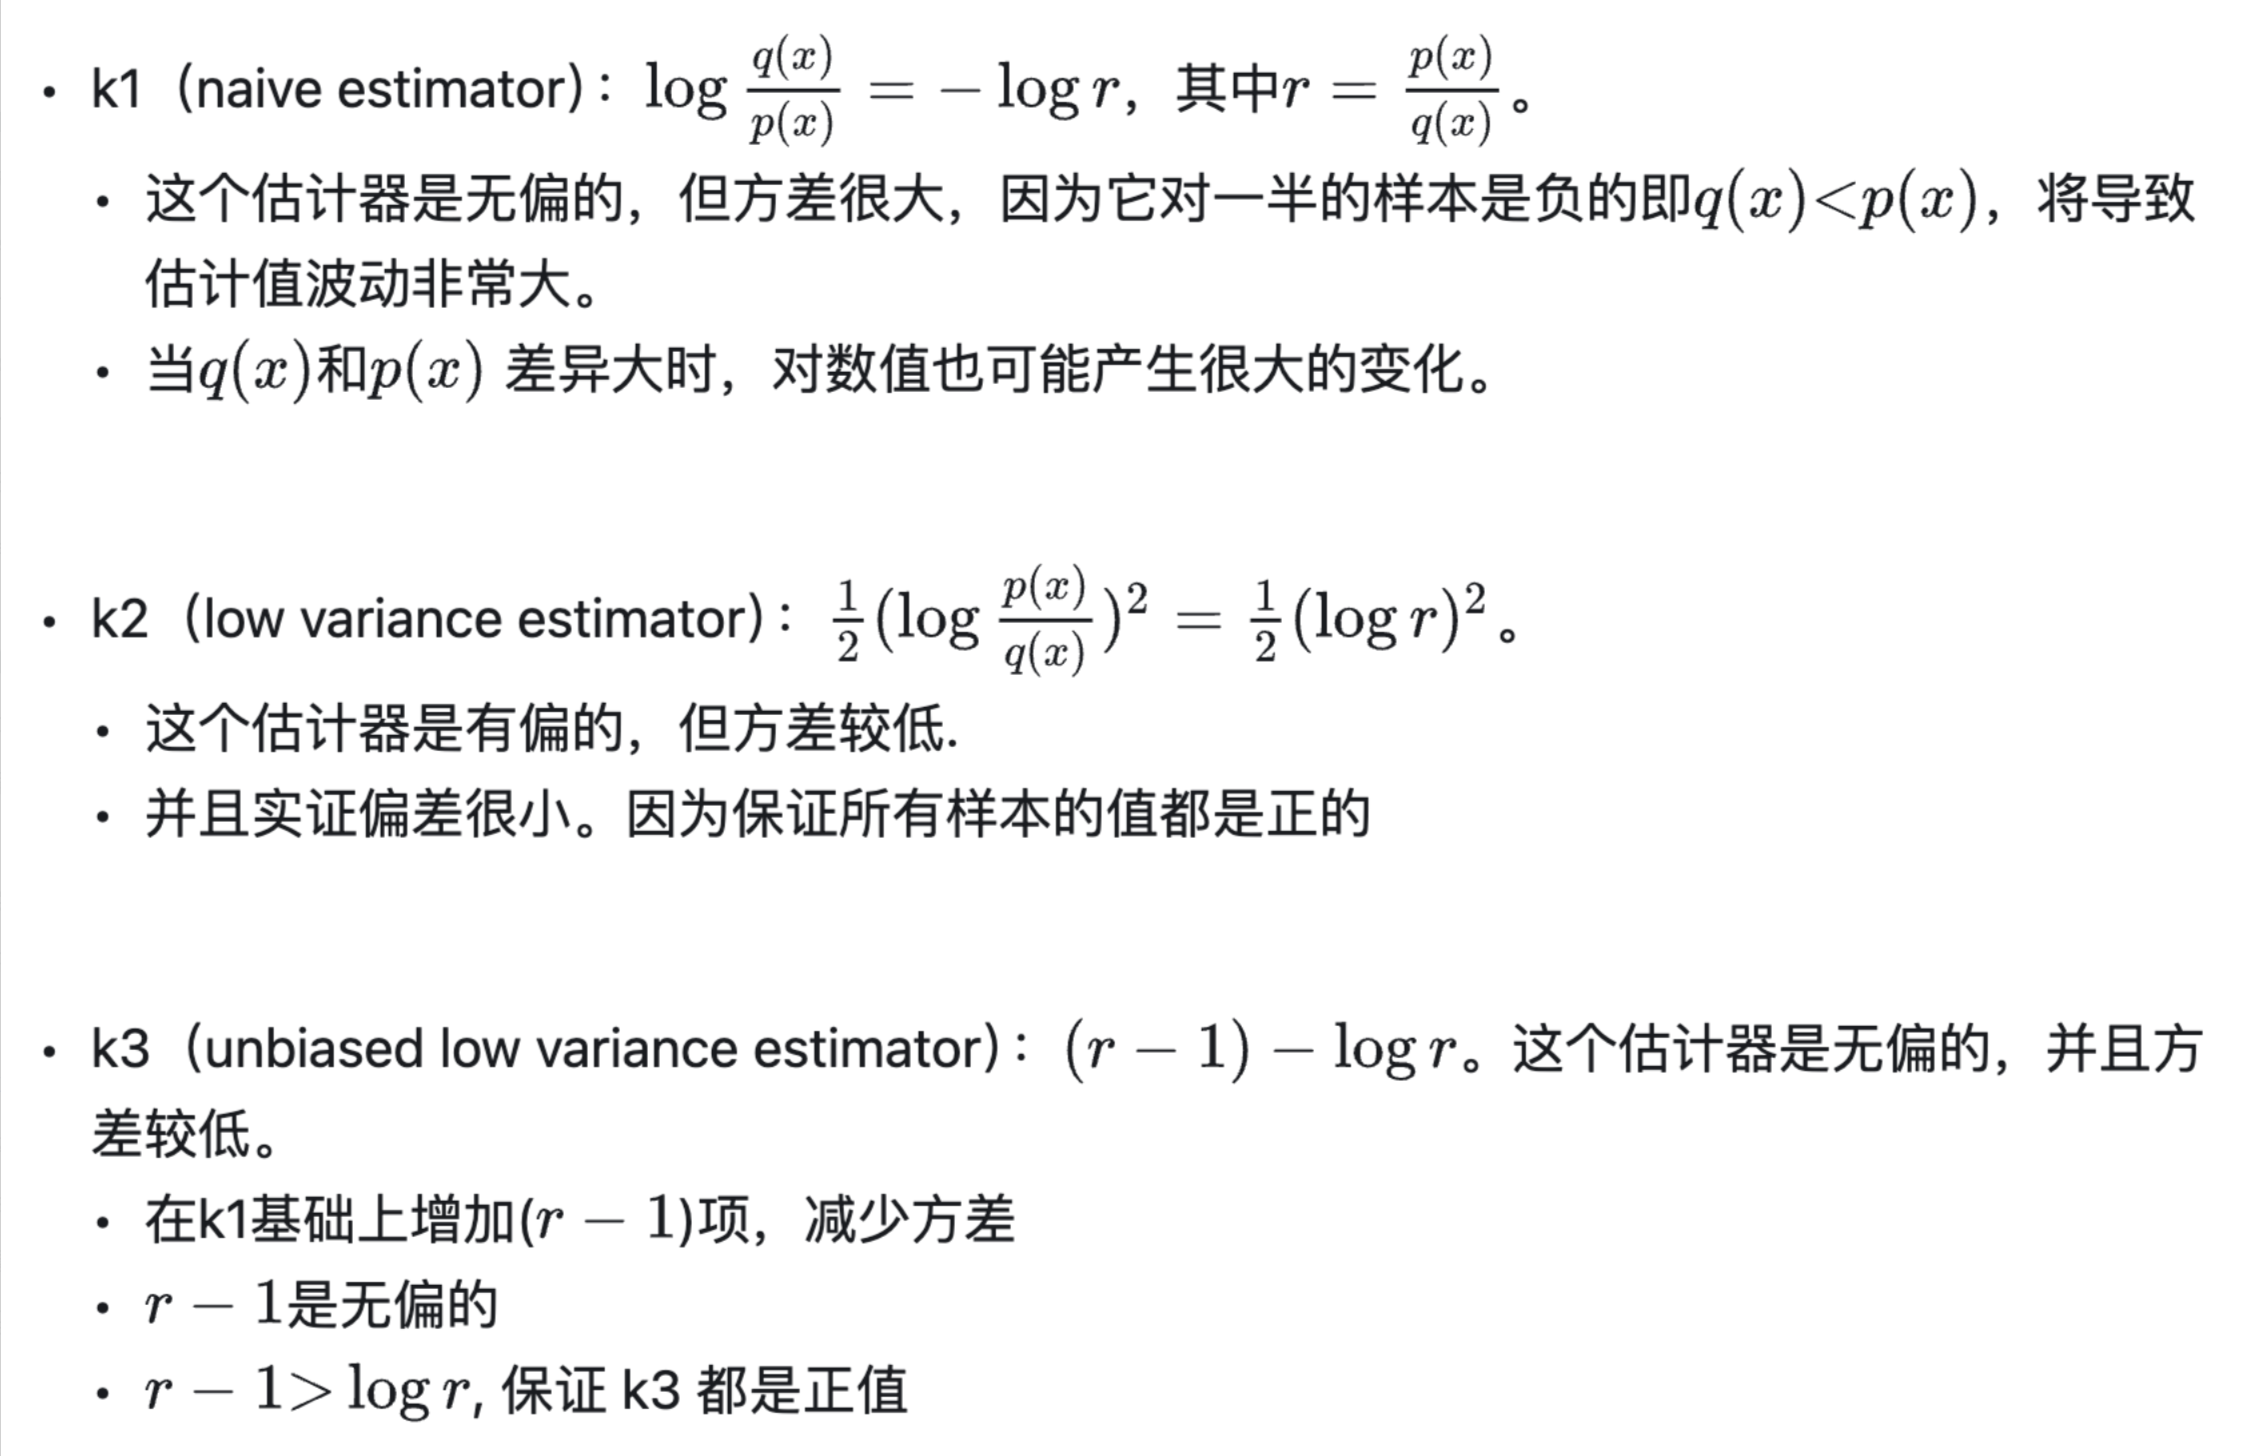 • k1（naive estimator）：$\log \frac{q(x)}{p(x)} = -\log r$，其中$r = \frac{p(x)}{q(x)}$。
• 这个估计器是无偏的，但方差很大，因为它对一半的样本是负的即$q(x)<p(x)$，将导致
估计值波动非常大。
• 当$q(x)$和$p(x)$ 差异大时，对数值也可能产生很大的变化。
• k2（low variance estimator）：$\frac{1}{2}(\log \frac{p(x)}{q(x)})^2 = \frac{1}{2}(\log r)^2$。
• 这个估计器是有偏的，但方差较低.
• 并且实证偏差很小。因为保证所有样本的值都是正的
• k3（unbiased low variance estimator）：$(r - 1) - \log r$。这个估计器是无偏的，并且方
差较低。
• 在k1基础上增加($r - 1$)项，减少方差
• $r - 1$是无偏的
• $r - 1 > \log r$, 保证 k3 都是正值